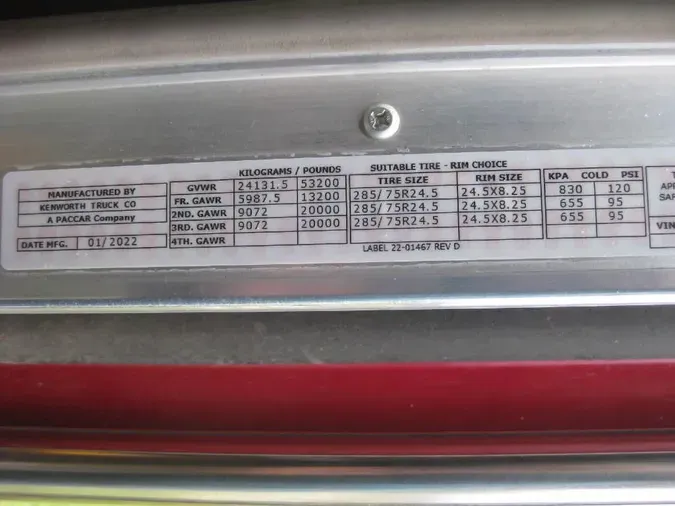 KILOGRAMS / POUNDS SUITABLE TIRE - RIM CHOICE
TIRE SIZE RIM SIZE KPA COLD PSI
MANUFACTURED BY
KENWORTH TRUCK CO
A PACCAR Company
DATE MFG. 01/2022
GVWR 24131.5 53200
FR. GAWR 5987.5 13200 285/75R24.5 24.5X8.25 830 120
2ND. GAWR 9072 20000 285/75R24.5 24.5X8.25 655 95
3RD. GAWR 9072 20000 285/75R24.5 24.5X8.25 655 95
4TH. GAWR
LABEL 22-01467 REV D
VIN